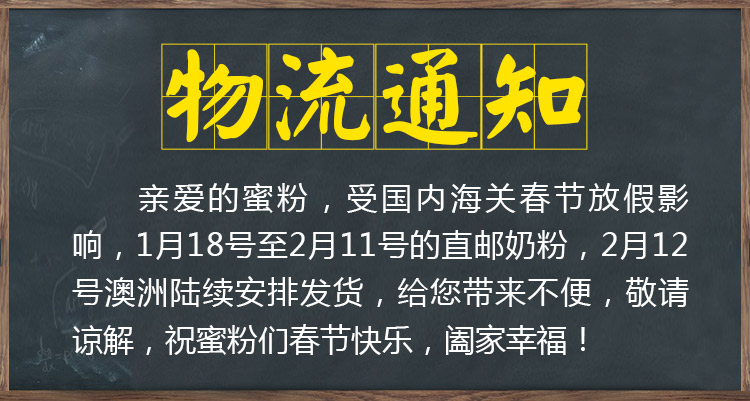 物流通知
亲爱的蜜粉，受国内海关春节放假影
响，1月18号至2月11号的直邮奶粉，2月12
号澳洲陆续安排发货，给您带来不便，敬请
谅解，祝蜜粉们春节快乐，阖家幸福！